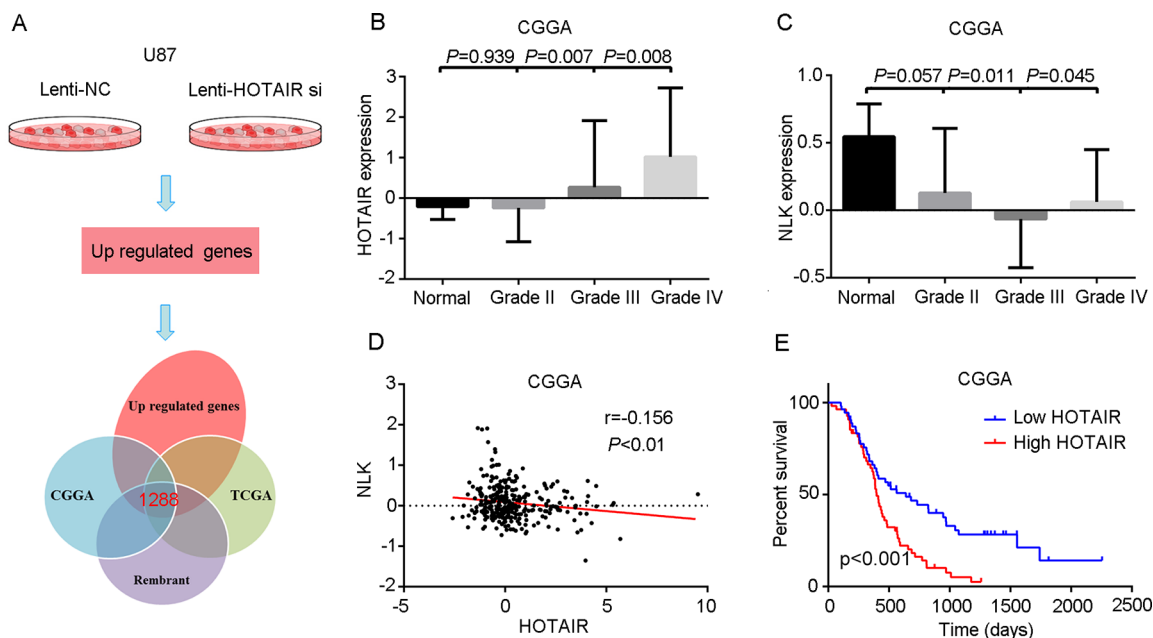 A
U87
Lenti-NC
Lenti-HOTAIR si
Up regulated genes
Up regulated genes
CGGA
1288
TCGA
Rembrant
B
CGGA
P=0.939
P=0.007
P=0.008
HOTAIR expression
3
2
1
0
-1
-2
Normal
Grade II
Grade III
Grade IV
C
CGGA
P=0.057
P=0.011
P=0.045
NLK expression
1.0
0.5
0.0
-0.5
Normal
Grade II
Grade III
Grade IV
D
CGGA
r=-0.156
P<0.01
NLK
3
2
1
0
-1
-2
-5
0
5
10
HOTAIR
E
CGGA
Low HOTAIR
High HOTAIR
Percent survival
100
50
0
p<0.001
0
500
1000
1500
2000
2500
Time (days)